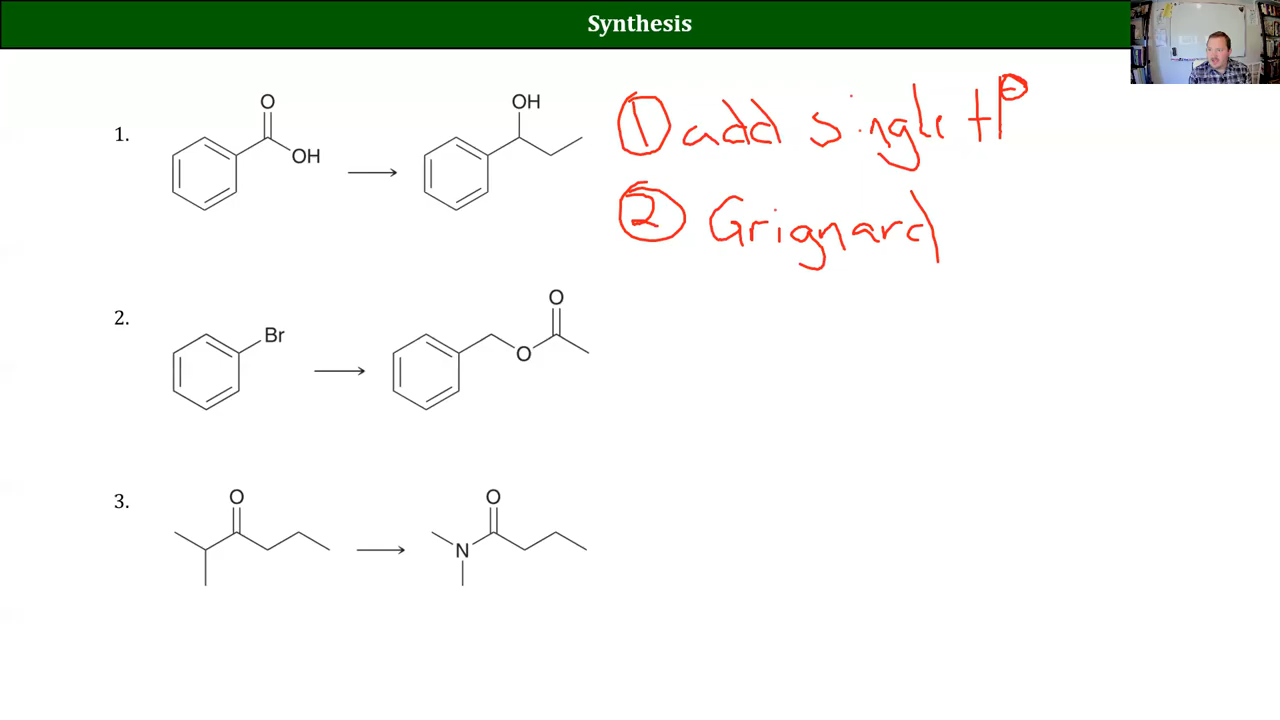 Synthesis
1.
O
OH
OH
① add single H⊖
② Grignard
2.
Br
O
O
3.
O
O
N